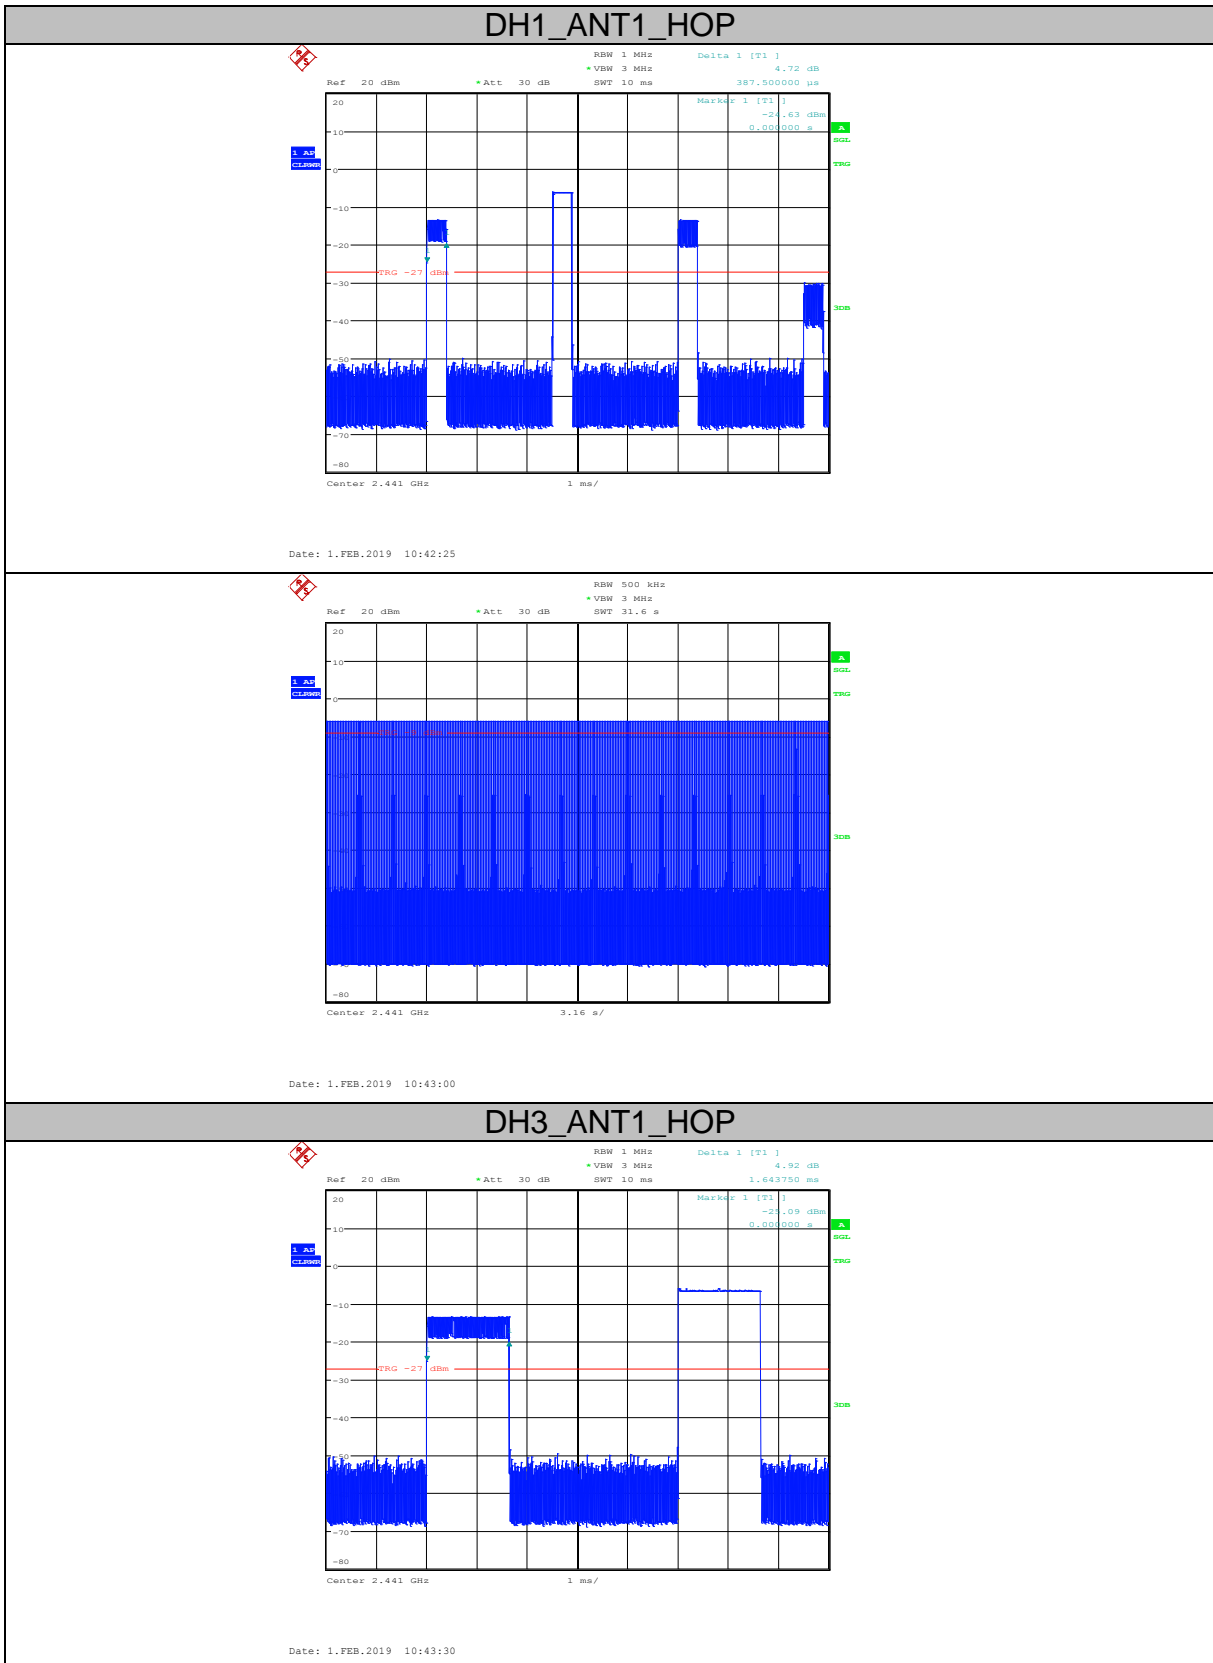 DH1_ANT1_HOP
R S
RBW 1 MHz Delta 1 [T1 ]
*VBW 3 MHz 4.72 dB
Ref 20 dBm *Att 30 dB SWT 10 ms 387.500000 µs
20 Marker 1 [T1 ]
-24.63 dBm
10 0.000000 s A
SGL
1 AP
CLRWR 0 TRG
-10
-20
TRG -27 dBm
-30
3DB
-40
-50
-70
-80
Center 2.441 GHz 1 ms/
Date: 1.FEB.2019 10:42:25
R S
RBW 500 kHz
*VBW 3 MHz
Ref 20 dBm *Att 30 dB SWT 31.6 s
20
10 A
SGL
1 AP
CLRWR 0 TRG
3DB
-80
Center 2.441 GHz 3.16 s/
Date: 1.FEB.2019 10:43:00
DH3_ANT1_HOP
R S
RBW 1 MHz Delta 1 [T1 ]
*VBW 3 MHz 4.92 dB
Ref 20 dBm *Att 30 dB SWT 10 ms 1.643750 ms
20 Marker 1 [T1 ]
-25.09 dBm
10 0.000000 s A
SGL
1 AP
CLRWR 0 TRG
-10
-20
TRG -27 dBm
-30
3DB
-40
-50
-70
-80
Center 2.441 GHz 1 ms/
Date: 1.FEB.2019 10:43:30